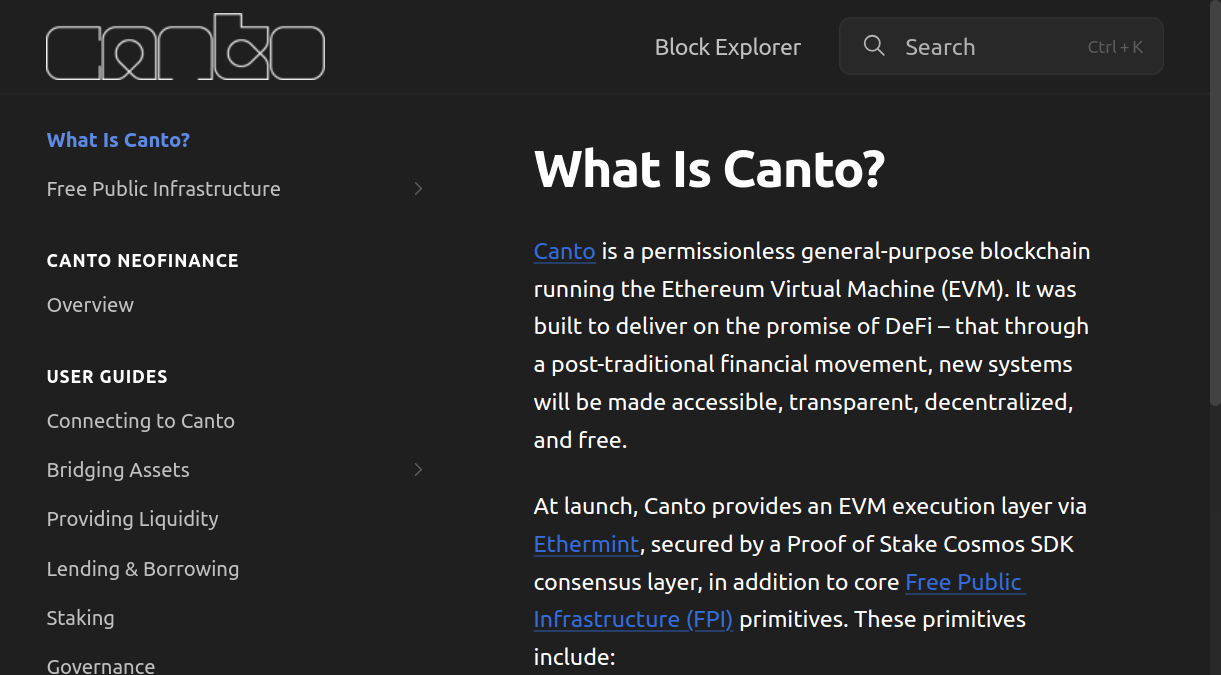 canto
Block Explorer
Search
Ctrl + K
What Is Canto?
Free Public Infrastructure
CANTO NEOFINANCE
Overview
USER GUIDES
Connecting to Canto
Bridging Assets
Providing Liquidity
Lending & Borrowing
Staking
Governance
What Is Canto?
Canto is a permissionless general-purpose blockchain
running the Ethereum Virtual Machine (EVM). It was
built to deliver on the promise of DeFi – that through
a post-traditional financial movement, new systems
will be made accessible, transparent, decentralized,
and free.
At launch, Canto provides an EVM execution layer via
Ethermint, secured by a Proof of Stake Cosmos SDK
consensus layer, in addition to core Free Public
Infrastructure (FPI) primitives. These primitives
include: